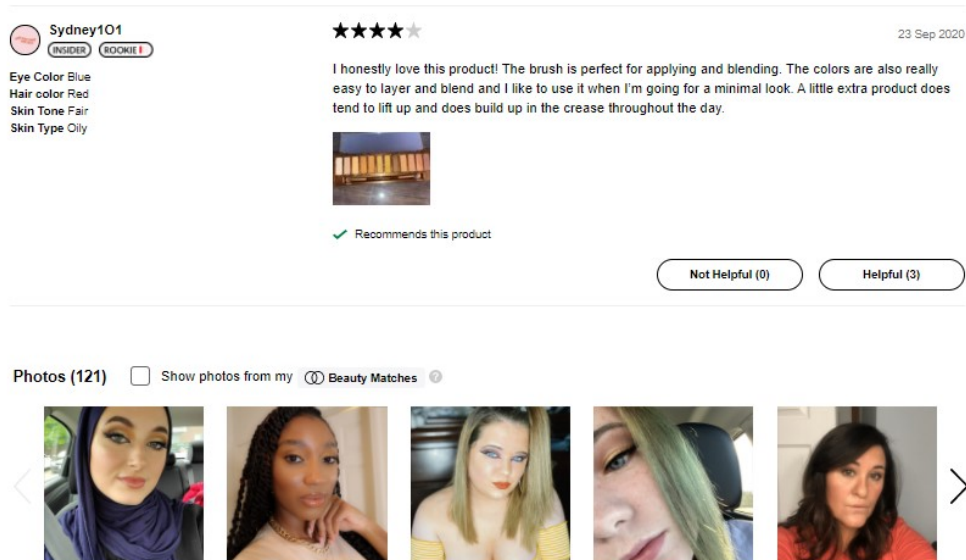 Sydney101
INSIDER ROOKIE
23 Sep 2020
Eye Color Blue
Hair color Red
Skin Tone Fair
Skin Type Oily
I honestly love this product! The brush is perfect for applying and blending. The colors are also really
easy to layer and blend and I like to use it when I'm going for a minimal look. A little extra product does
tend to lift up and does build up in the crease throughout the day.
Recommends this product
Not Helpful (0) Helpful (3)
Photos (121) Show photos from my Beauty Matches ?